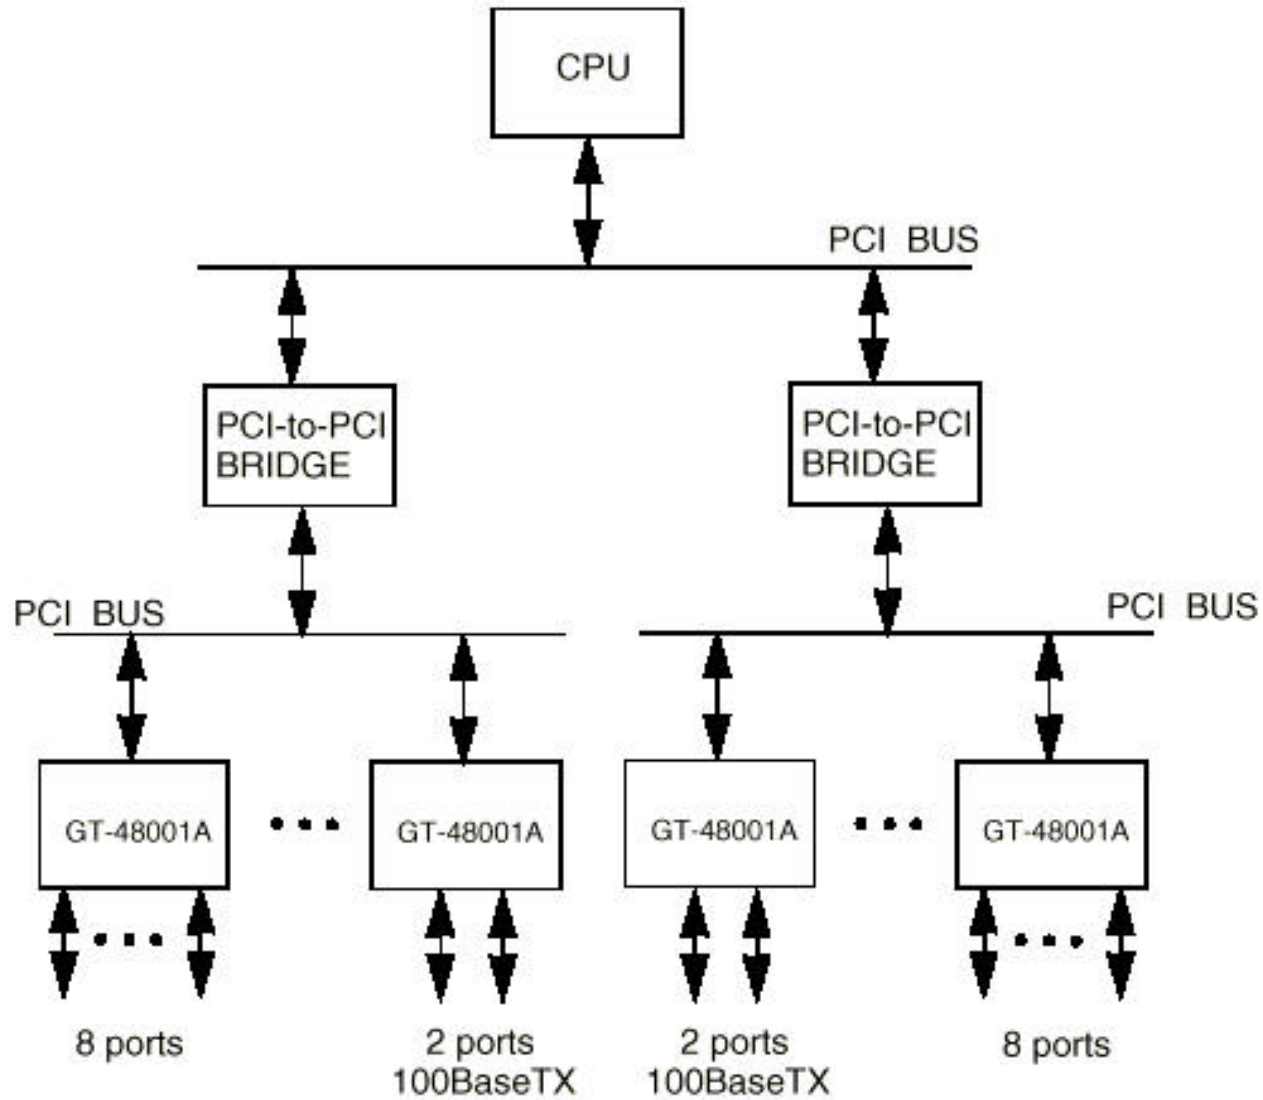 CPU
PCI BUS
PCI-to-PCI
BRIDGE
PCI-to-PCI
BRIDGE
PCI BUS
PCI BUS
GT-48001A
GT-48001A
GT-48001A
GT-48001A
8 ports
2 ports
100BaseTX
2 ports
100BaseTX
8 ports